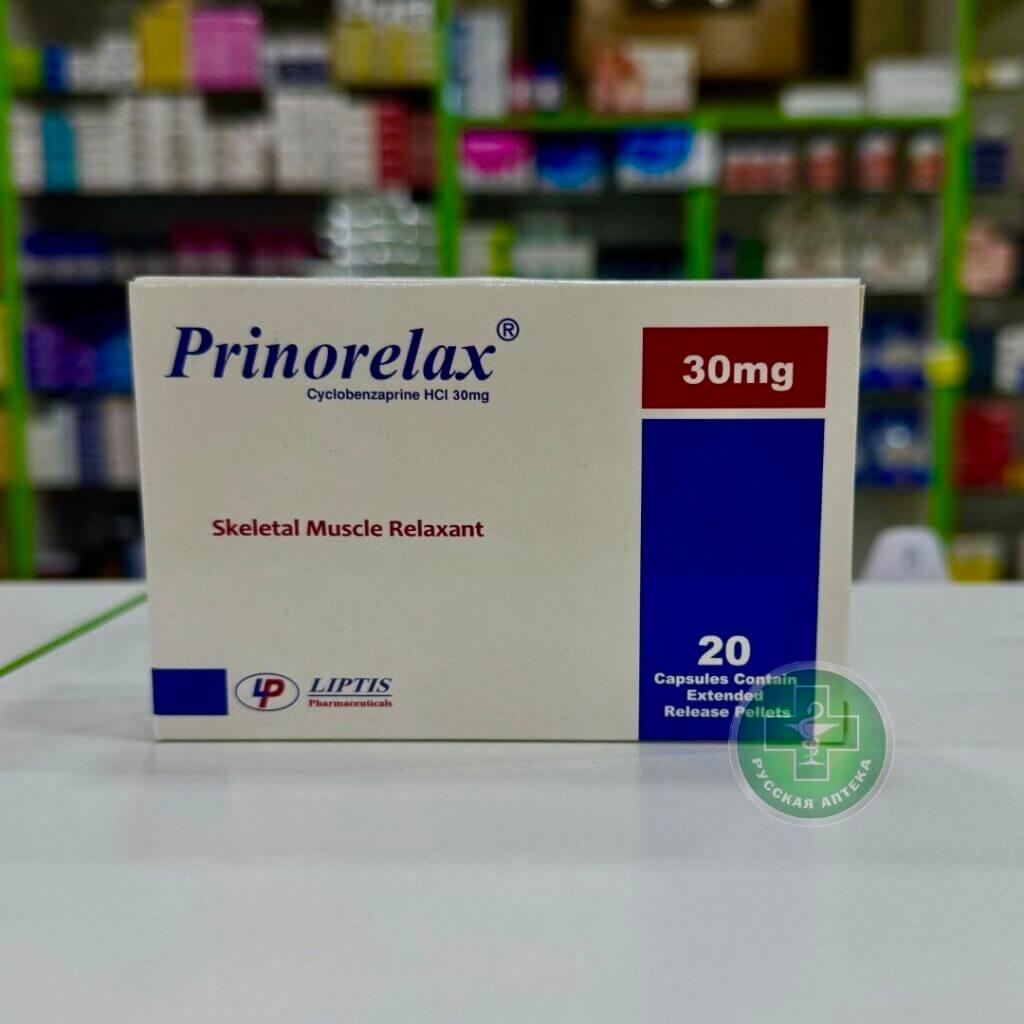 Prinorelax®
Cyclobenzaprine HCl 30mg
30mg
Skeletal Muscle Relaxant
20
Capsules Contain
Extended
Release Pellets
LP LIPTIS
Pharmaceuticals
РУССКАЯ АПТЕКА